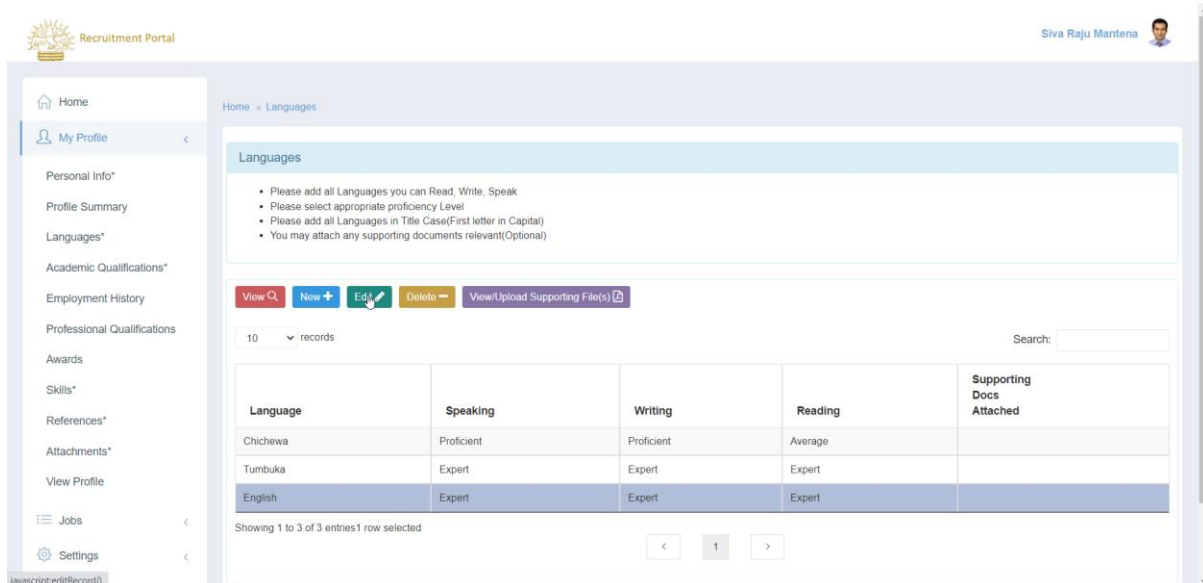 Recruitment Portal
Siva Raju Mantena
Home
My Profile
Personal Info*
Profile Summary
Languages*
Academic Qualifications*
Employment History
Professional Qualifications
Awards
Skills*
References*
Attachments*
View Profile
Jobs
Settings
Home Languages
Languages
• Please add all Languages you can Read, Write, Speak
• Please select appropriate proficiency Level
• Please add all Languages in Title Case(First letter in Capital)
• You may attach any supporting documents relevant(Optional)
View New Edit Delete View/Upload Supporting File(s)
10 records Search:
Language Speaking Writing Reading Supporting
Docs
Attached
Chichewa Proficient Proficient Average
Tumbuka Expert Expert Expert
English Expert Expert Expert
Showing 1 to 3 of 3 entries1 row selected
< 1 >
javascript:editRecord()